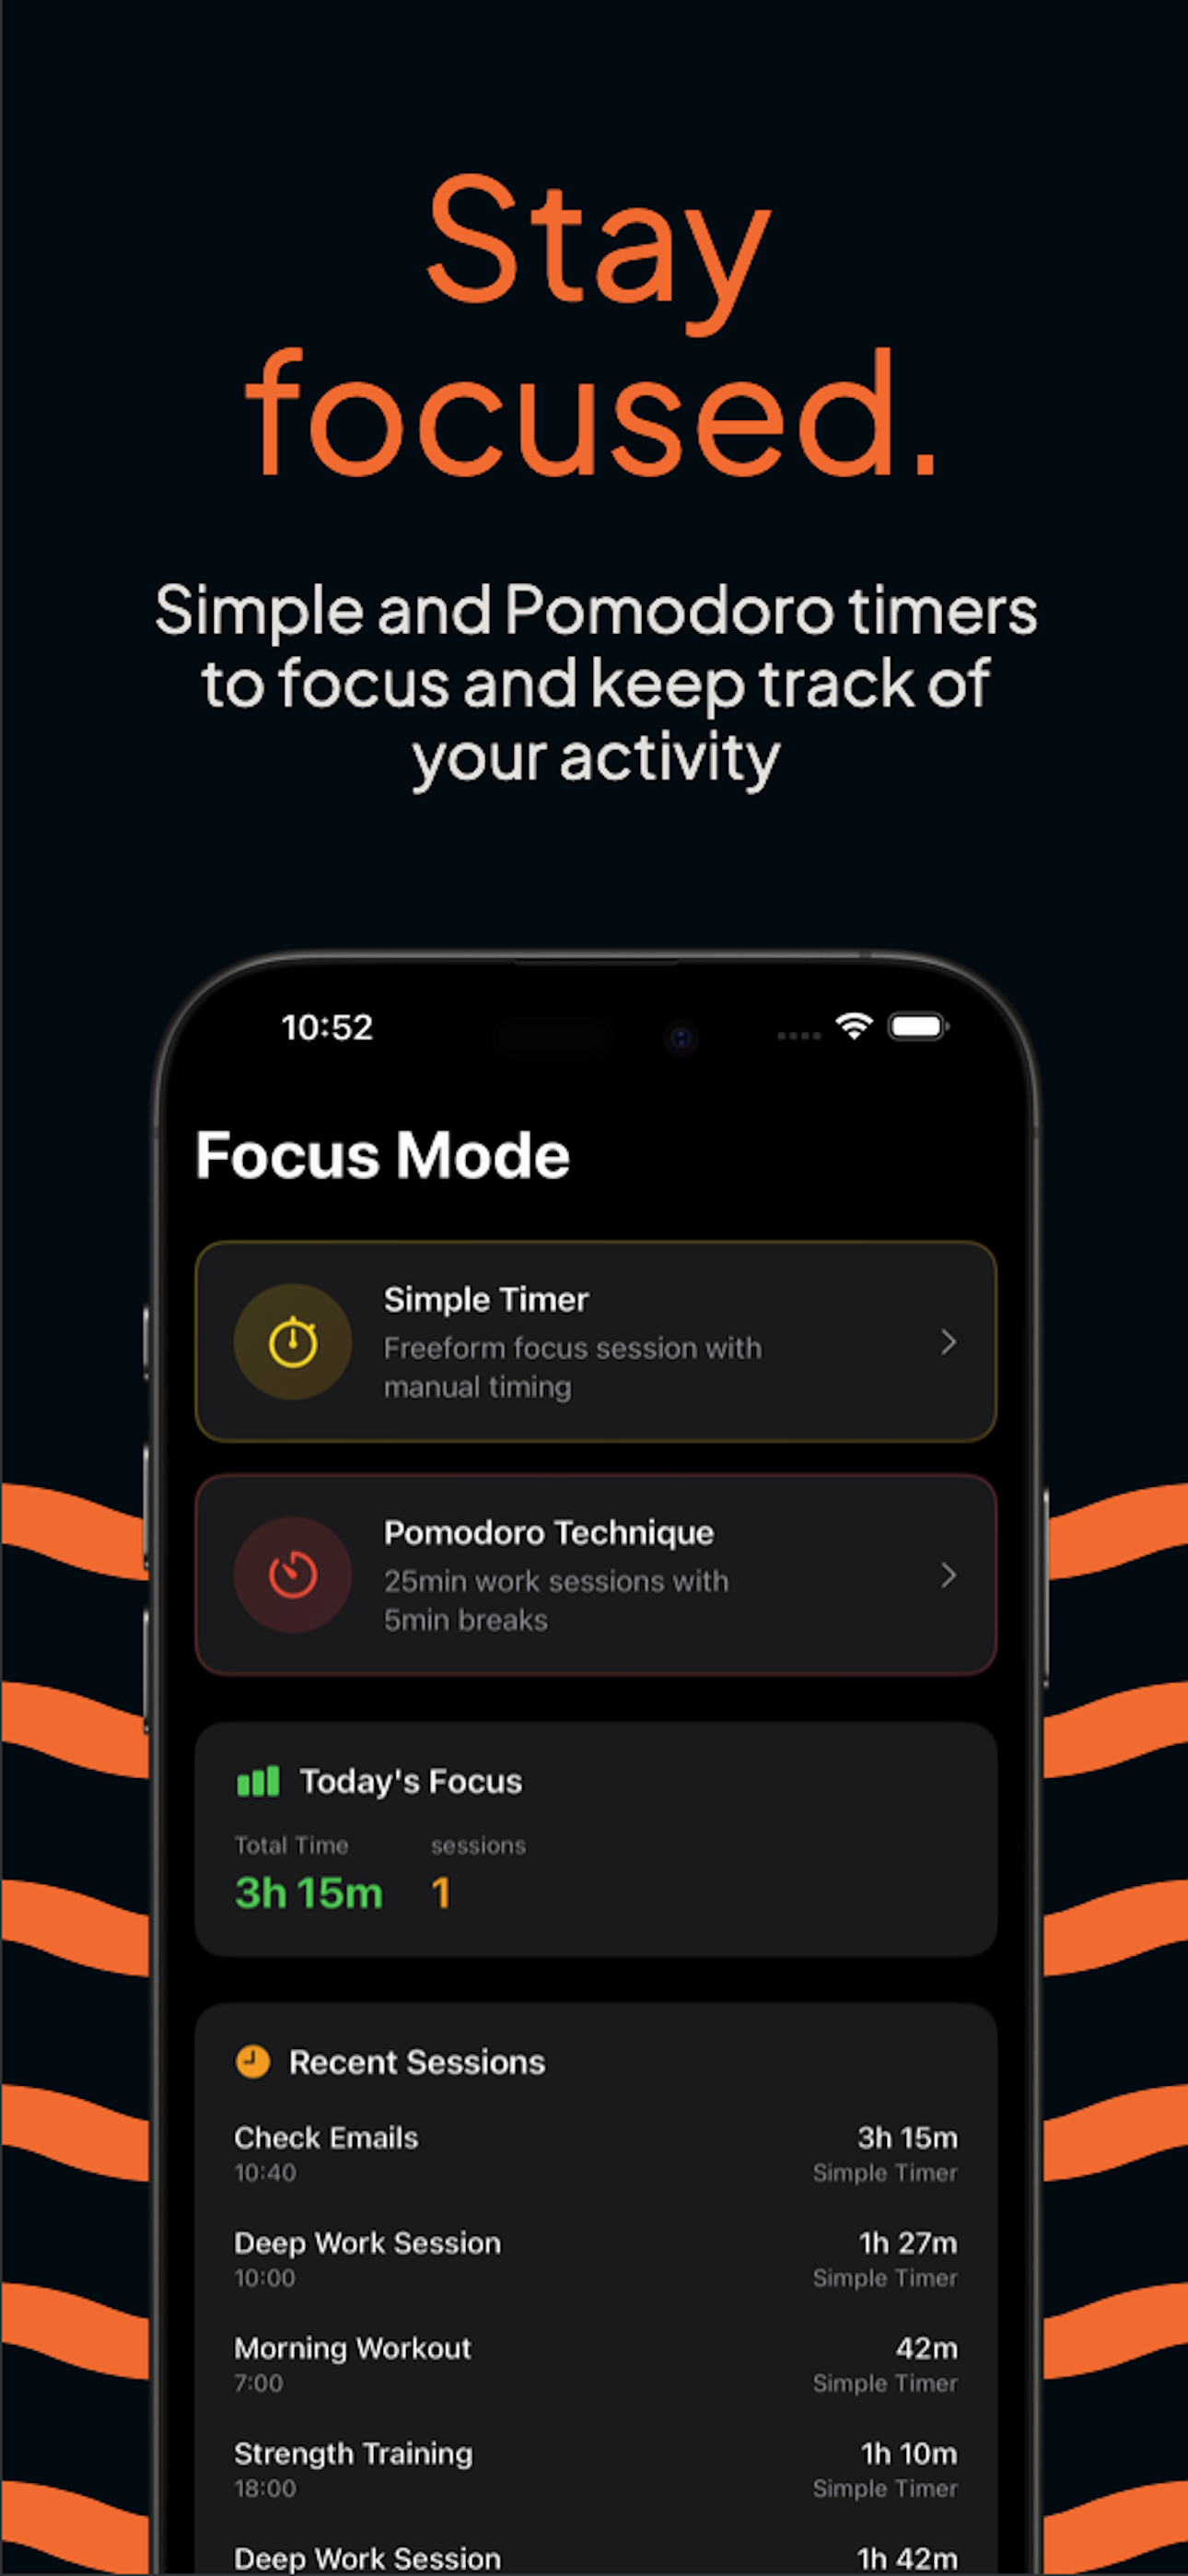 Stay
focused.
Simple and Pomodoro timers
to focus and keep track of
your activity
10:52
Focus Mode
Simple Timer
Freeform focus session with
manual timing
Pomodoro Technique
25min work sessions with
5min breaks
Today's Focus
Total Time sessions
3h 15m 1
Recent Sessions
Check Emails 3h 15m
10:40 Simple Timer
Deep Work Session 1h 27m
10:00 Simple Timer
Morning Workout 42m
7:00 Simple Timer
Strength Training 1h 10m
18:00 Simple Timer
Deep Work Session 1h 42m